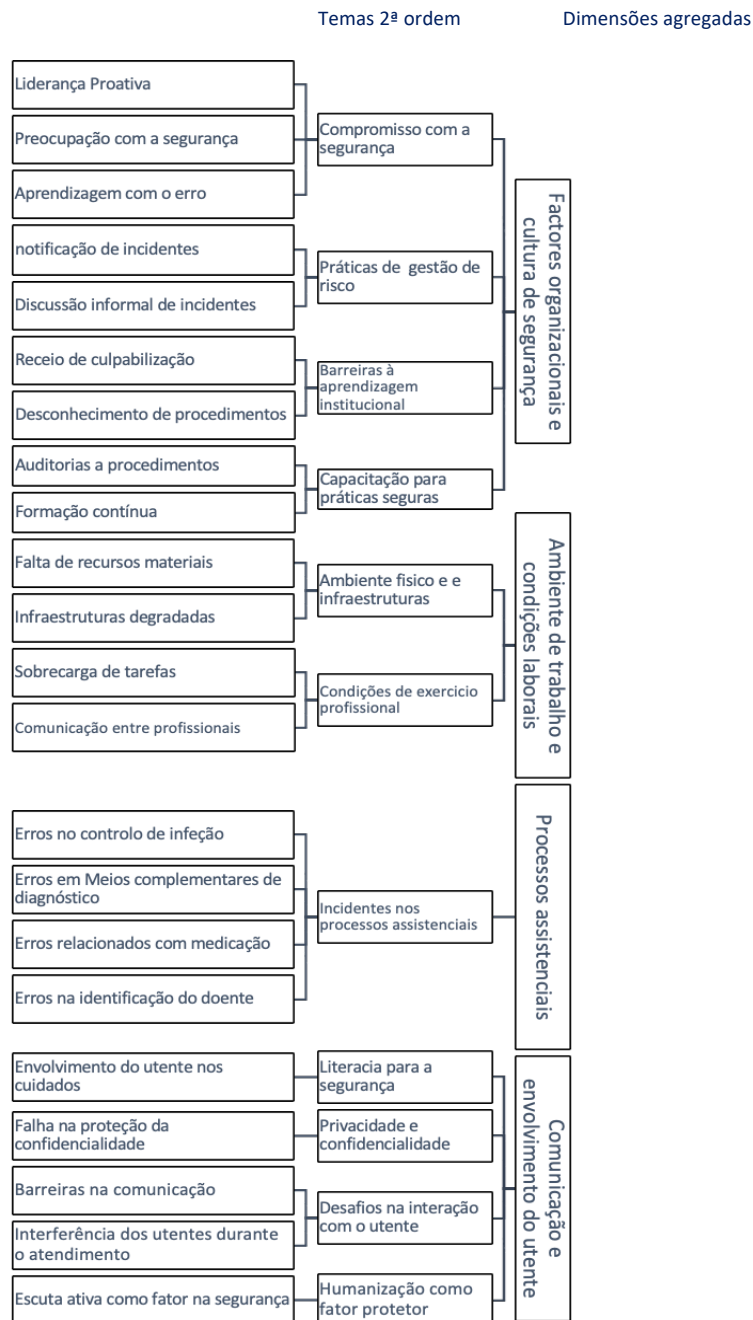 Temas 2ª ordem
Dimensões agregadas
Liderança Proativa
Preocupação com a segurança
Aprendizagem com o erro
Compromisso com a
segurança
notificação de incidentes
Discussão informal de incidentes
Práticas de gestão de
risco
Receio de culpabilização
Desconhecimento de procedimentos
Barreiras à
aprendizagem
institucional
Auditorias a procedimentos
Formação contínua
Capacitação para
práticas seguras
Factores organizacionais e
cultura de segurança
Falta de recursos materiais
Infraestruturas degradadas
Ambiente fisico e e
infraestruturas
Sobrecarga de tarefas
Comunicação entre profissionais
Condições de exercicio
profissional
Ambiente de trabalho e
condições laborais
Erros no controlo de infeção
Erros em Meios complementares de
diagnóstico
Erros relacionados com medicação
Erros na identificação do doente
Incidentes nos
processos assistenciais
Processos assistenciais
Envolvimento do utente nos
cuidados
Literacia para a
segurança
Falha na proteção da
confidencialidade
Privacidade e
confidencialidade
Barreiras na comunicação
Interferência dos utentes durante
o atendimento
Desafios na interação
com o utente
Escuta ativa como fator na segurança
Humanização como
fator protetor
Comunicação e
envolvimento do utente